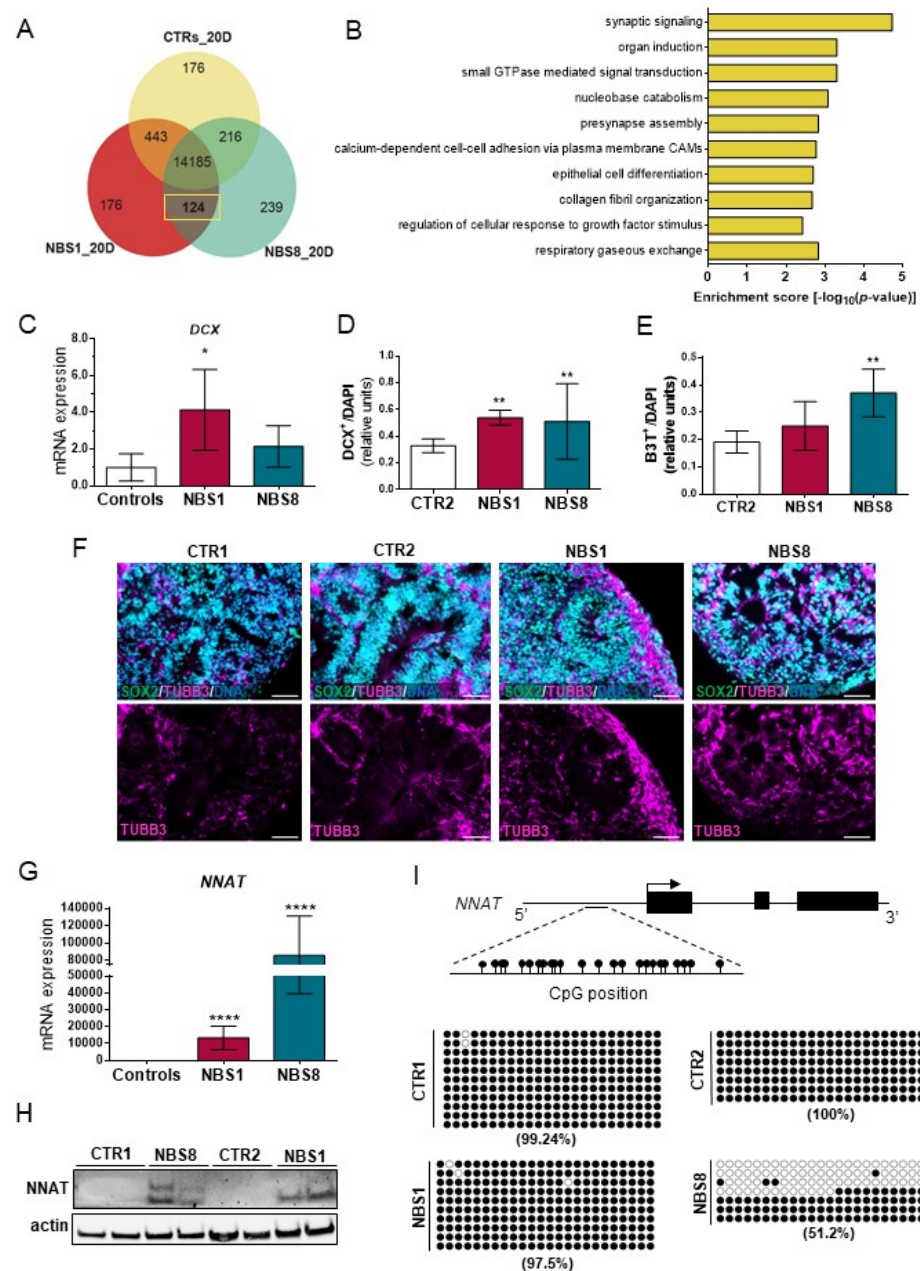 A
CTRs_20D
176
443
216
14185
176
124
239
NBS1_20D
NBS8_20D
B
synaptic signaling
organ induction
small GTPase mediated signal transduction
nucleobase catabolism
presynapse assembly
calcium-dependent cell-cell adhesion via plasma membrane CAMs
epithelial cell differentiation
collagen fibril organization
regulation of cellular response to growth factor stimulus
respiratory gaseous exchange
0 1 2 3 4 5
Enrichment score [-log10(p-value)]
C
DCX
mRNA expression
8.0
6.0
4.0
2.0
0.0
*
Controls NBS1 NBS8
D
DCX+/DAPI
(relative units)
1.0
0.8
0.6
0.4
0.2
0.0
** **
CTR2 NBS1 NBS8
E
B3T+/DAPI
(relative units)
0.5
0.4
0.3
0.2
0.1
0.0
**
CTR2 NBS1 NBS8
F
CTR1 CTR2 NBS1 NBS8
SOX2/TUBB3/DNA SOX2/TUBB3/DNA SOX2/TUBB3/DNA SOX2/TUBB3/DNA
TUBB3 TUBB3 TUBB3 TUBB3
G
NNAT
mRNA expression
140000
120000
100000
80000
60000
50000
40000
30000
20000
10000
0
**** ****
Controls NBS1 NBS8
H
CTR1 NBS8 CTR2 NBS1
NNAT
actin
I
NNAT 5' 3'
CpG position
CTR1
(99.24%)
CTR2
(100%)
NBS1
(97.5%)
NBS8
(51.2%)